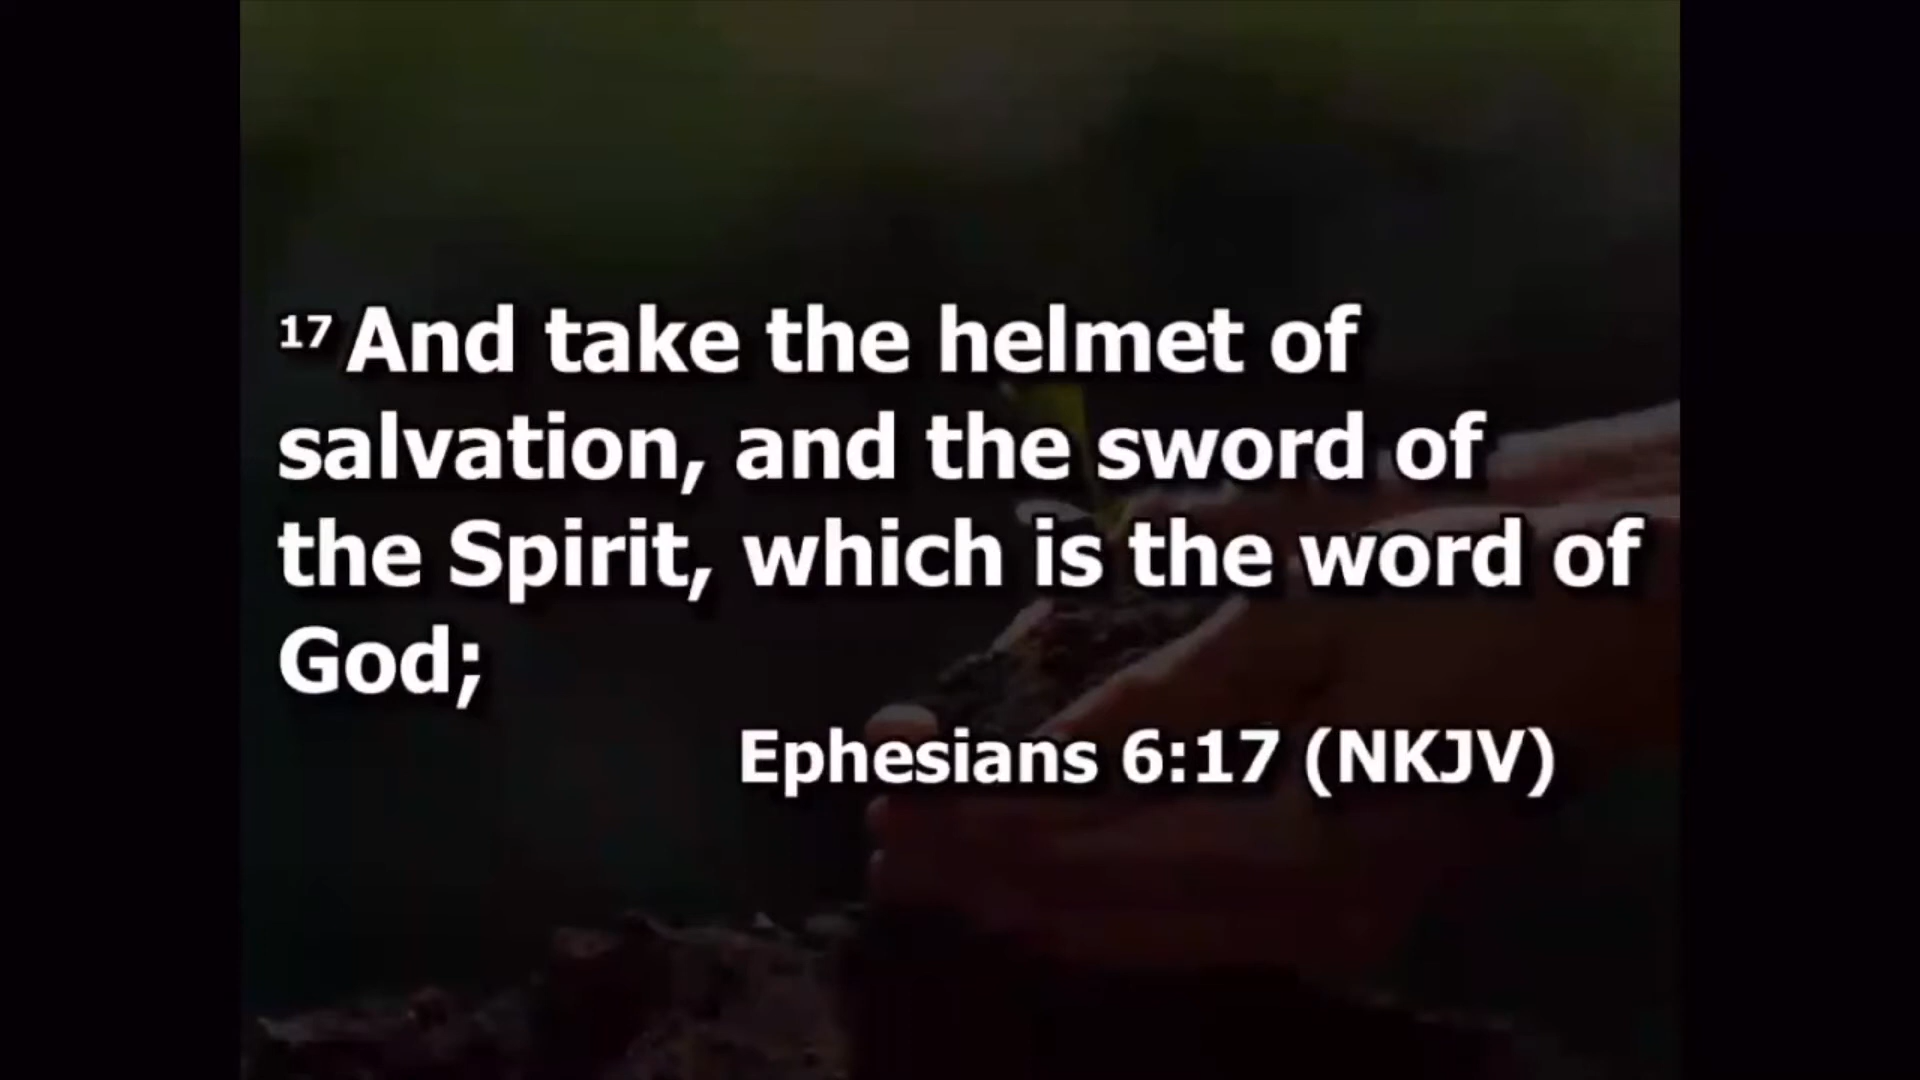 17 And take the helmet of
salvation, and the sword of
the Spirit, which is the word of
God;
Ephesians 6:17 (NKJV)